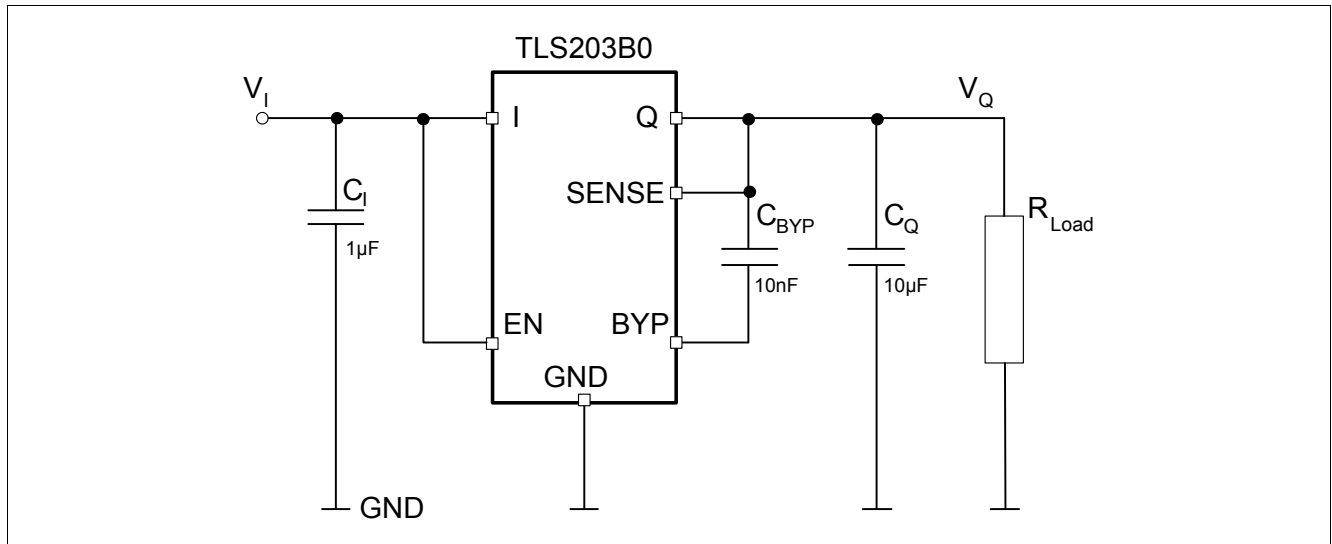 TLS203B0
V_I
V_Q
I
Q
SENSE
C_I
1µF
C_BYP
10nF
C_Q
10µF
R_Load
EN
BYP
GND
GND